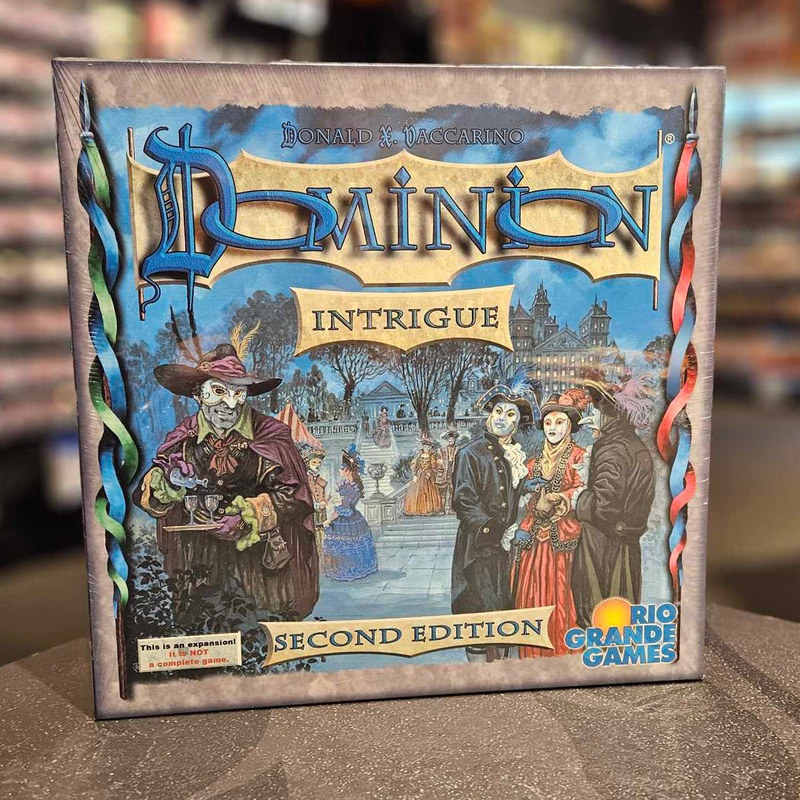 DONALD X. VACCARINO
DOMINION®
INTRIGUE
SECOND EDITION
This is an expansion!
It is NOT
a complete game.
RIO
GRANDE
GAMES